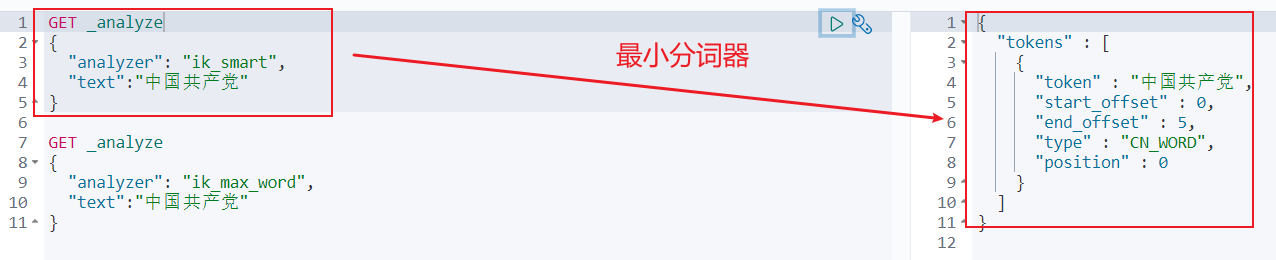 1 GET _analyze
2 {
3 "analyzer": "ik_smart",
4 "text":"中国共产党"
5 }
6
7 GET _analyze
8 {
9 "analyzer": "ik_max_word",
10 "text":"中国共产党"
11 }
最小分词器
1 {
2 "tokens" : [
3 {
4 "token" : "中国共产党",
5 "start_offset" : 0,
6 "end_offset" : 5,
7 "type" : "CN_WORD",
8 "position" : 0
9 }
10 ]
11 }
12